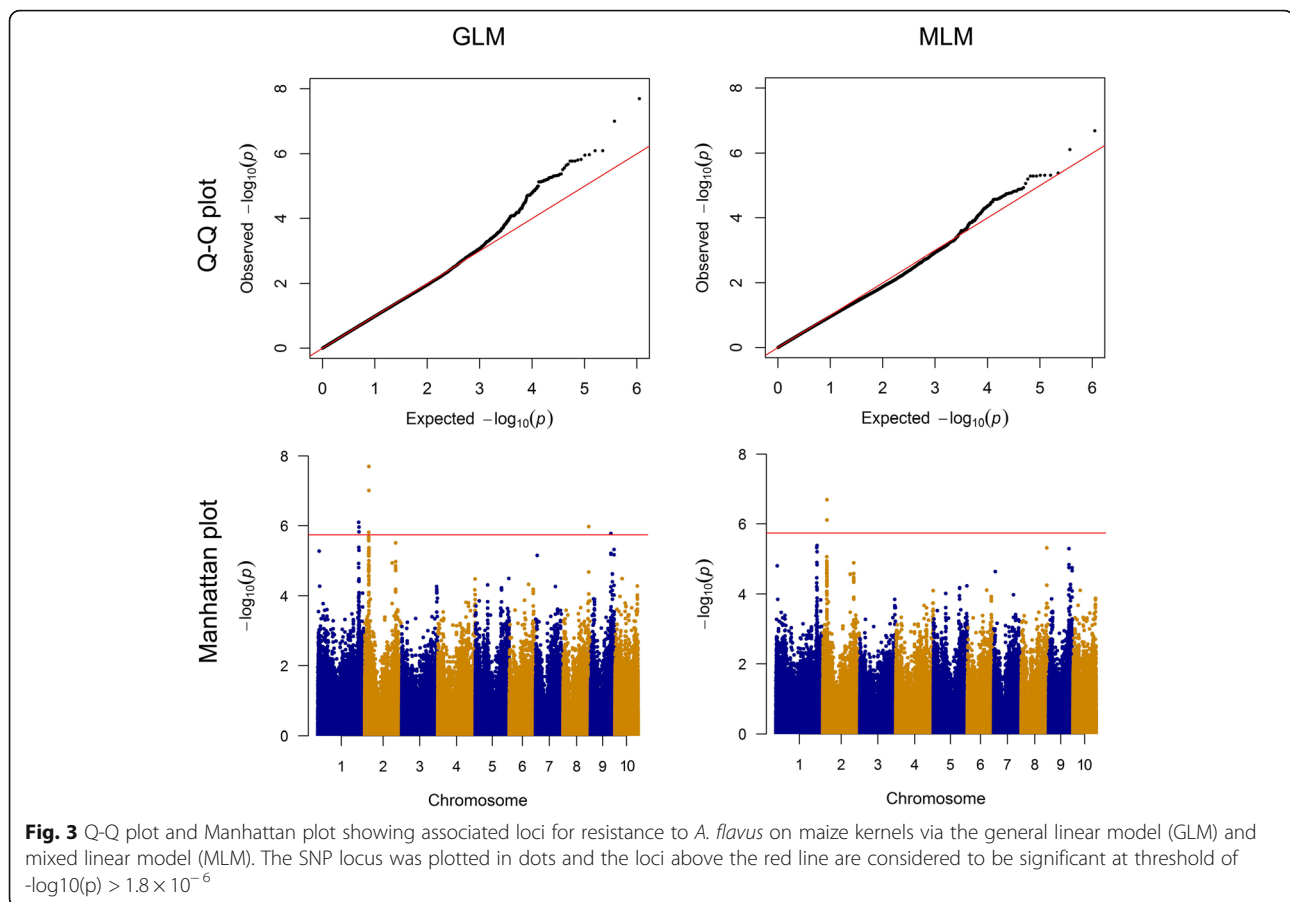 GLM
MLM
Q-Q plot
Observed −log10(p)
8
6
4
2
0
0 1 2 3 4 5 6
Expected −log10(p)
Observed −log10(p)
8
6
4
2
0
0 1 2 3 4 5 6
Expected −log10(p)
Manhattan plot
−log10(p)
8
6
4
2
0
1 2 3 4 5 6 7 8 9 10
Chromosome
−log10(p)
8
6
4
2
0
1 2 3 4 5 6 7 8 9 10
Chromosome
Fig. 3 Q-Q plot and Manhattan plot showing associated loci for resistance to A. flavus on maize kernels via the general linear model (GLM) and
mixed linear model (MLM). The SNP locus was plotted in dots and the loci above the red line are considered to be significant at threshold of
-log10(p) > 1.8 × 10⁻⁶